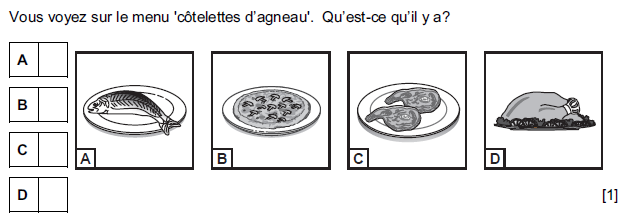 Vous voyez sur le menu 'côtelettes d'agneau'. Qu'est-ce qu'il y a?
A
B
C
D
A
B
C
D
[1]